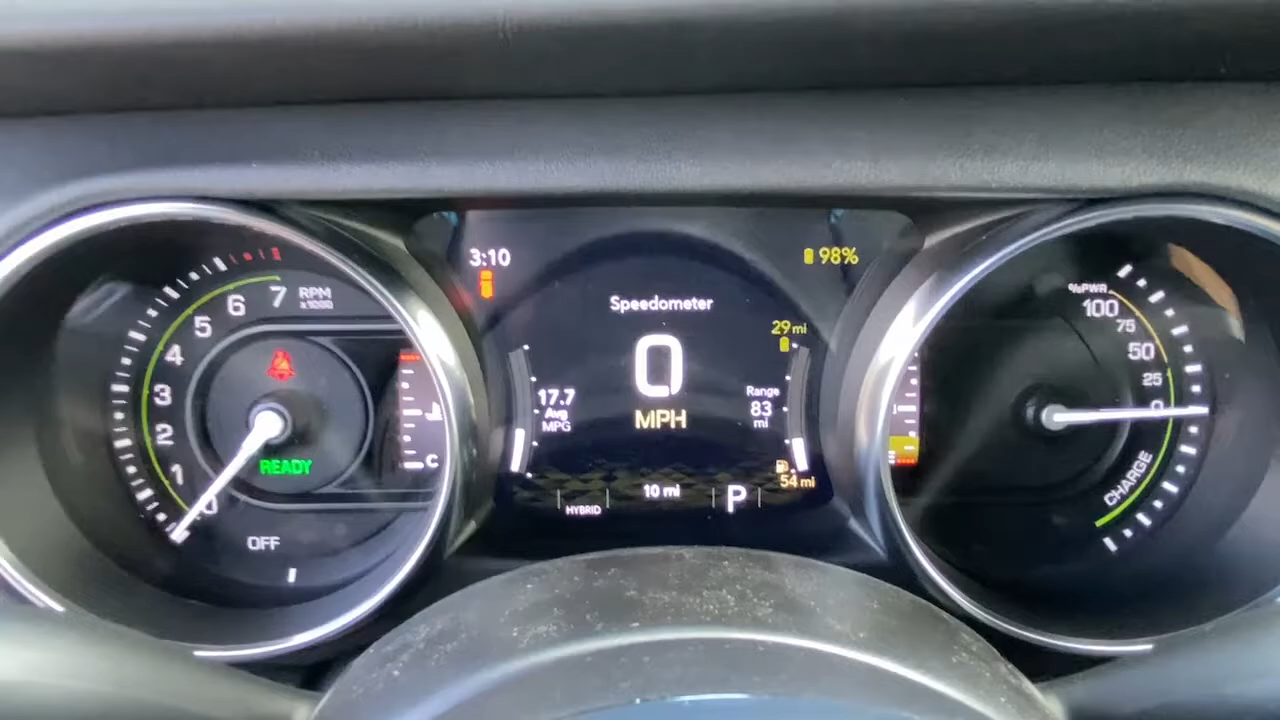 7
6
5
4
3
2
1
0
RPM
x1000
READY
OFF
C
3:10
98%
Speedometer
0
MPH
17.7
Avg
MPG
29 mi
Range
83
mi
54 mi
HYBRID
10 mi
P
%PWR
100
75
50
25
0
CHARGE
E